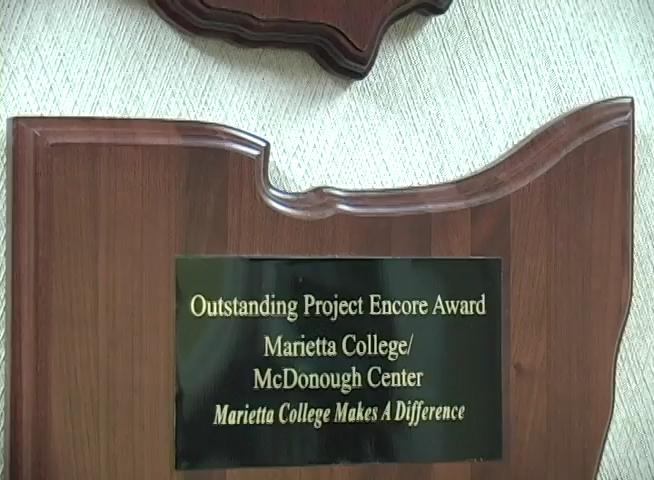 Outstanding Project Encore Award
Marietta College/
McDonough Center
Marietta College Makes A Difference